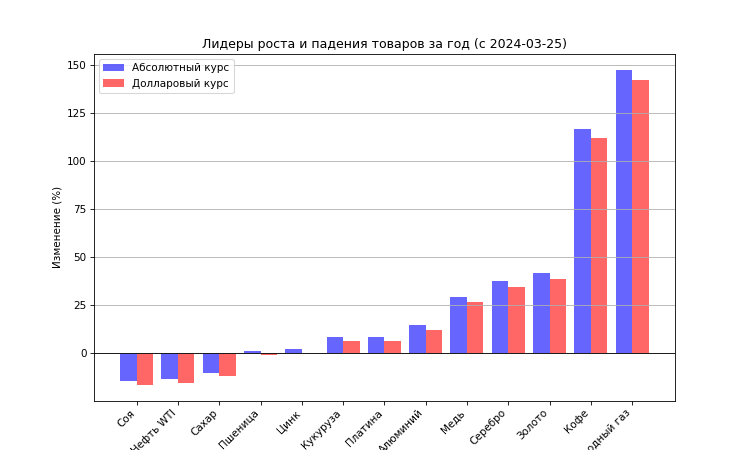 Лидеры роста и падения товаров за год (с 2024-03-25)
Абсолютный курс
Долларовый курс
Изменение (%)
150
125
100
75
50
25
0
Соя
Нефть WTI
Сахар
Пшеница
Цинк
Кукуруза
Платина
Алюминий
Медь
Серебро
Золото
Кофе
газ